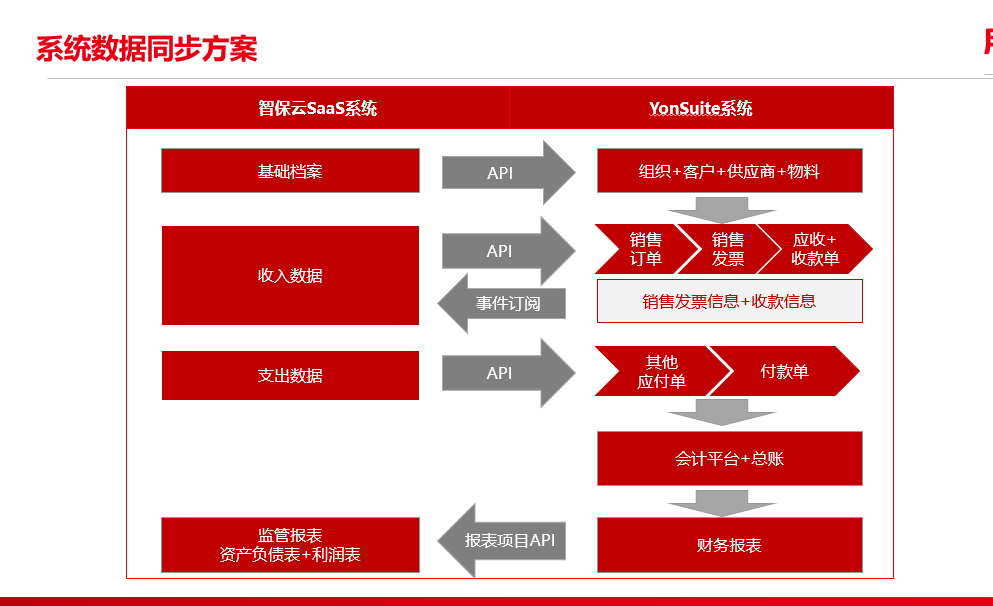 系统数据同步方案
智保云SaaS系统
YonSuite系统
基础档案
API
组织+客户+供应商+物料
收入数据
API
销售
订单
销售
发票
应收+
收款单
事件订阅
销售发票信息+收款信息
支出数据
API
其他
应付单
付款单
会计平台+总账
监管报表
资产负债表+利润表
报表项目API
财务报表